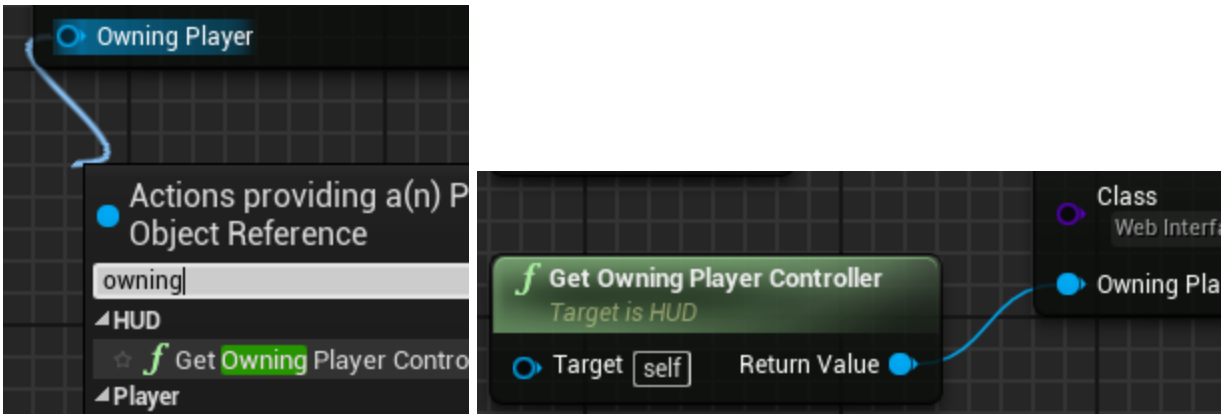 Owning Player
Actions providing a(n) P
Object Reference
owning
HUD
f Get Owning Player Contro
Player
Class
Web Interfa
f Get Owning Player Controller
Target is HUD
Owning Pla
Target self Return Value